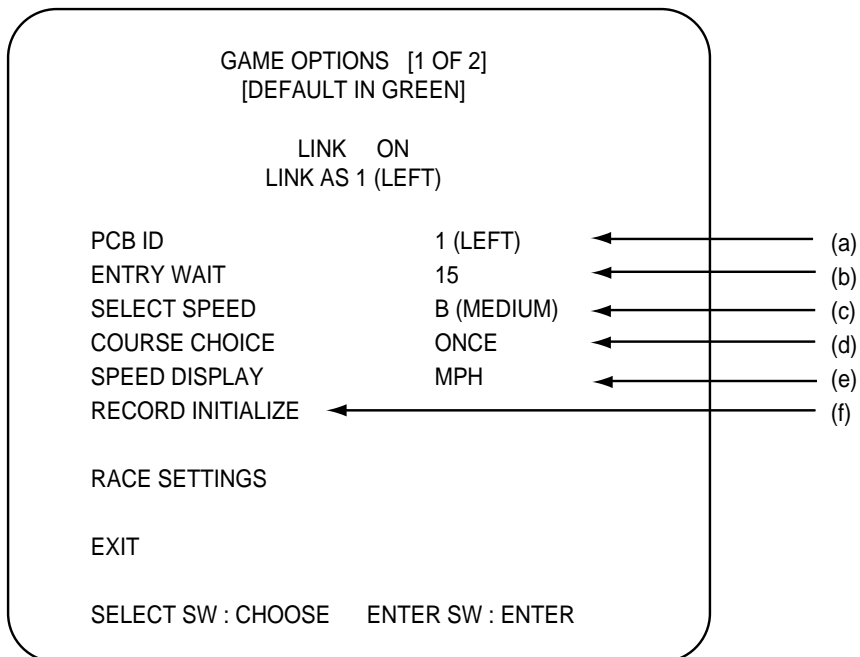 GAME OPTIONS [1 OF 2]
[DEFAULT IN GREEN]
LINK ON
LINK AS 1 (LEFT)
PCB ID 1 (LEFT) (a)
ENTRY WAIT 15 (b)
SELECT SPEED B (MEDIUM) (c)
COURSE CHOICE ONCE (d)
SPEED DISPLAY MPH (e)
RECORD INITIALIZE (f)
RACE SETTINGS
EXIT
SELECT SW : CHOOSE ENTER SW : ENTER